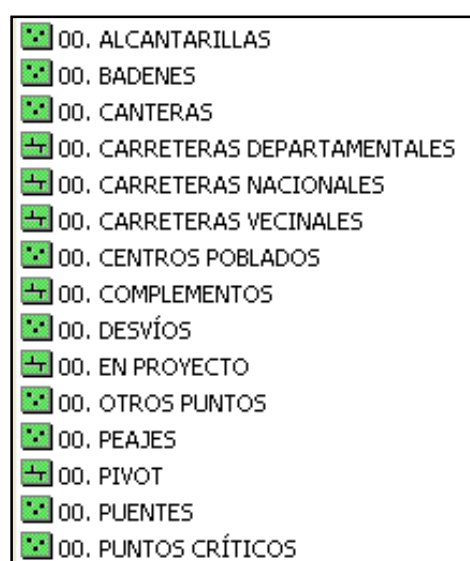 00. ALCANTARILLAS
00. BADENES
00. CANTERAS
00. CARRETERAS DEPARTAMENTALES
00. CARRETERAS NACIONALES
00. CARRETERAS VECINALES
00. CENTROS POBLADOS
00. COMPLEMENTOS
00. DESVÍOS
00. EN PROYECTO
00. OTROS PUNTOS
00. PEAJES
00. PIVOT
00. PUENTES
00. PUNTOS CRÍTICOS